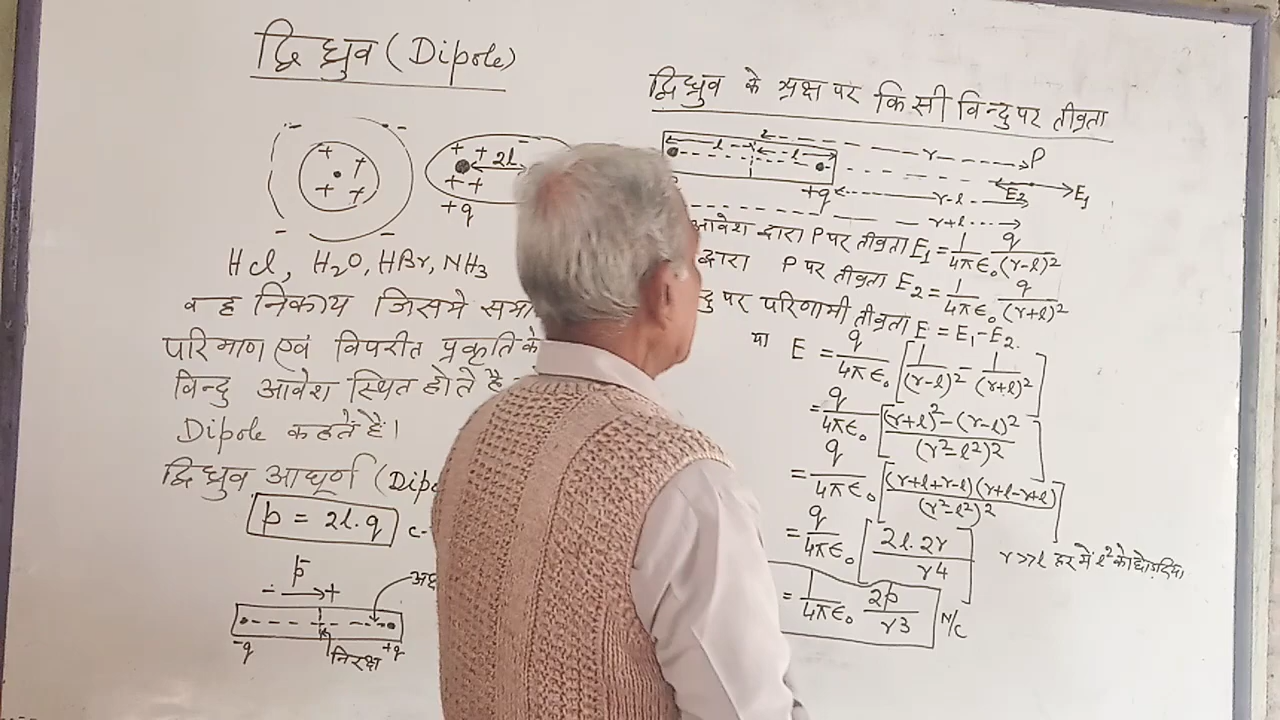 द्वि ध्रुव (Dipole)
+ + + +
+ + 2l
+ +
+q
Hcl, H₂O, HBr, NH₃
वह निकाय जिसमे समा
परिमाण एवं विपरीत प्रकृति के
विन्दु आवेश स्थित होते है
Dipole कहते है।
द्वि ध्रुव आघूर्ण (Dipo
p = 2l.q C-
p
- +
अक्ष
-q +q
निरक्ष
द्विध्रुव के अक्ष पर किसी विन्दु पर तीव्रता
l l r P
+q r-l E₂ E₁
r+l
आवेश द्वारा P पर तीव्रता E₁ = 1/4πϵ₀ q/(r-l)²
द्वारा P पर तीव्रता E₂ = 1/4πϵ₀ q/(r+l)²
दु पर परिणामी तीव्रता E = E₁-E₂.
या E = q/4πϵ₀ [1/(r-l)² - 1/(r+l)²]
= q/4πϵ₀ [(r+l)²-(r-l)²/(r²-l²)²]
= q/4πϵ₀ [(r+l+r-l)(r+l-r+l)/(r²-l²)²]
= q/4πϵ₀ [2l.2r/r4] r>>l हर में l² को छोड़ दिया
= 1/4πϵ₀ 2p/r3 N/C